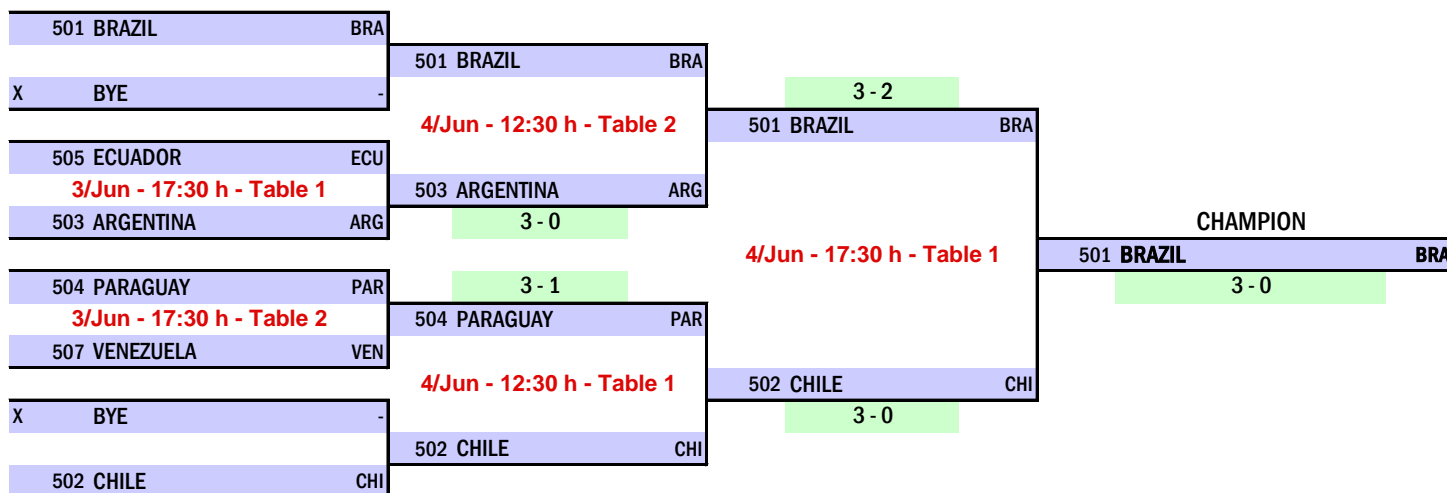 501 BRAZIL BRA
X BYE -
505 ECUADOR ECU
3/Jun - 17:30 h - Table 1
503 ARGENTINA ARG
504 PARAGUAY PAR
3/Jun - 17:30 h - Table 2
507 VENEZUELA VEN
X BYE -
502 CHILE CHI
501 BRAZIL BRA
4/Jun - 12:30 h - Table 2
503 ARGENTINA ARG
3 - 0
3 - 1
504 PARAGUAY PAR
4/Jun - 12:30 h - Table 1
502 CHILE CHI
3 - 2
501 BRAZIL BRA
4/Jun - 17:30 h - Table 1
502 CHILE CHI
3 - 0
CHAMPION
501 BRAZIL BRA
3 - 0